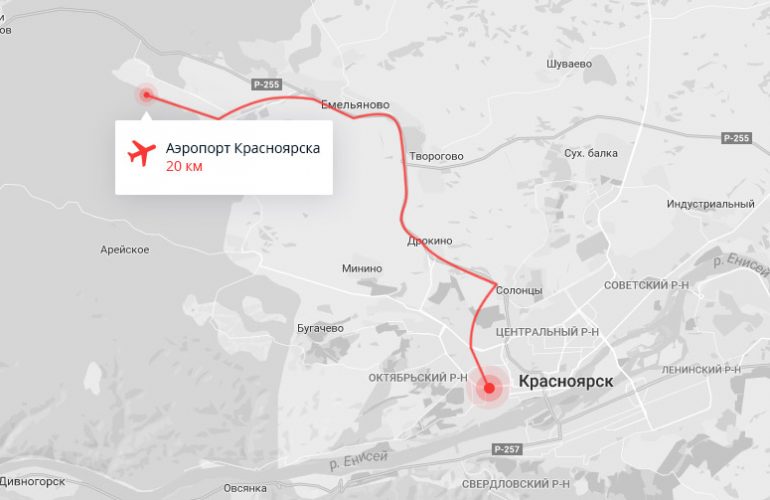 и
ов
Шуваево
Р-255
Емельяново
Р-255
Аэропорт Красноярска
20 км
Творогово
Сух. балка
Индустриальный
Арейское
Дрокино
р. Енисей
Минино
Солонцы
СОВЕТСКИЙ Р-Н
Бугачево
ЦЕНТРАЛЬНЫЙ Р-Н
ОКТЯБРЬСКИЙ Р-Н
Красноярск
ЛЕНИНСКИЙ Р-Н
р. Енисей
Р-257
Дивногорск
Овсянка
СВЕРДЛОВСКИЙ Р-Н